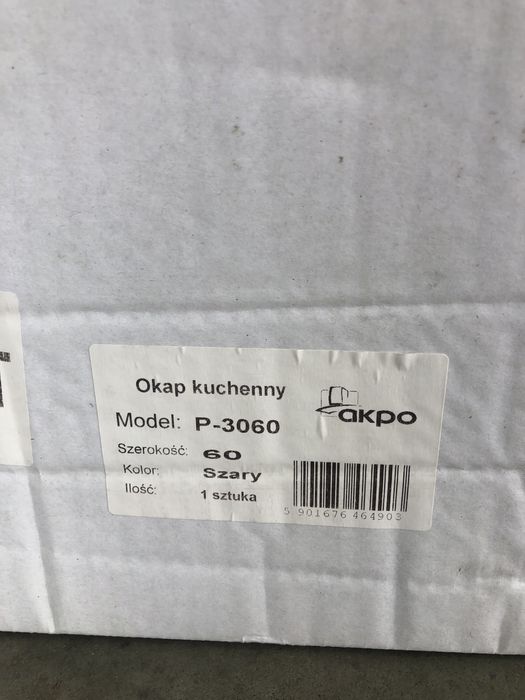 Okap kuchenny
akpo
Model: P-3060
Szerokość: 60
Kolor: Szary
Ilość: 1 sztuka
5 901676 464903